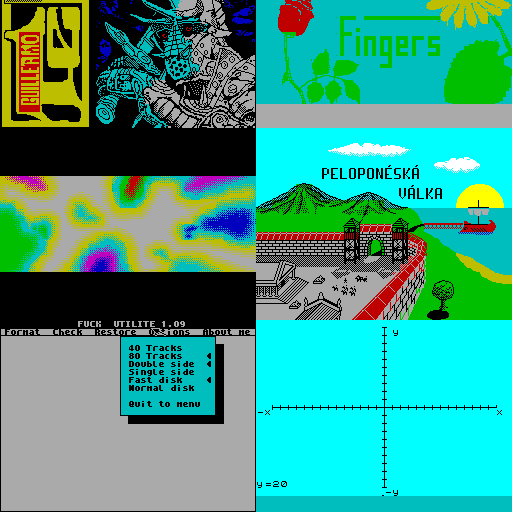 GUILLERMO
Fingers
PELOPONÉSKÁ
VÁLKA
FUCK UTILITE 1.09
Format Check Restore Options About me
40 Tracks
80 Tracks
Double side
Single side
Fast disk
Normal disk
Quit to menu
y
-x
x
y=20
-y